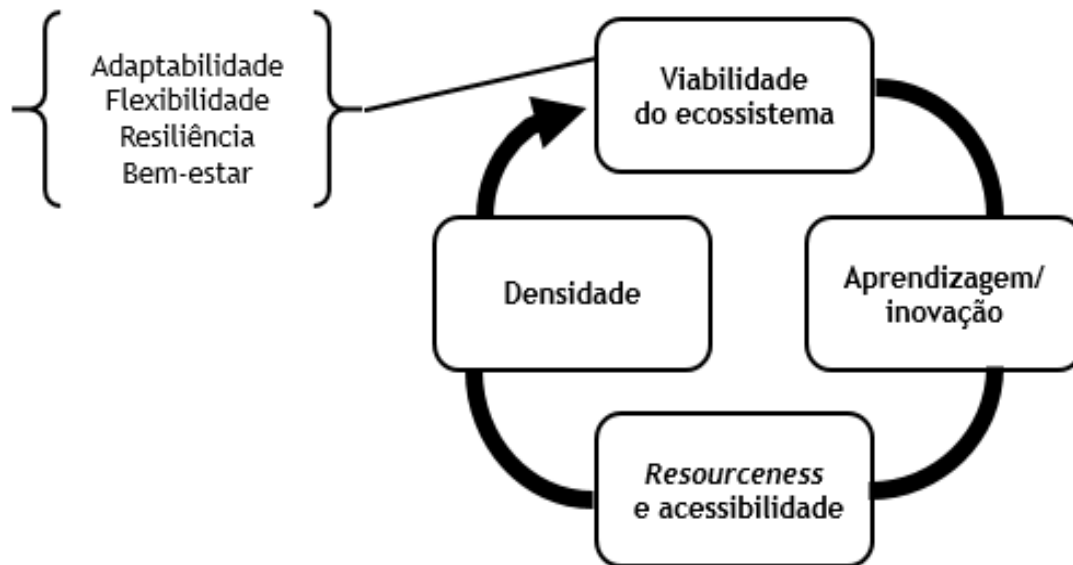 Adaptabilidade
Flexibilidade
Resiliência
Bem-estar
Viabilidade
do ecossistema
Densidade
Aprendizagem/
inovação
Resourceness
e acessibilidade